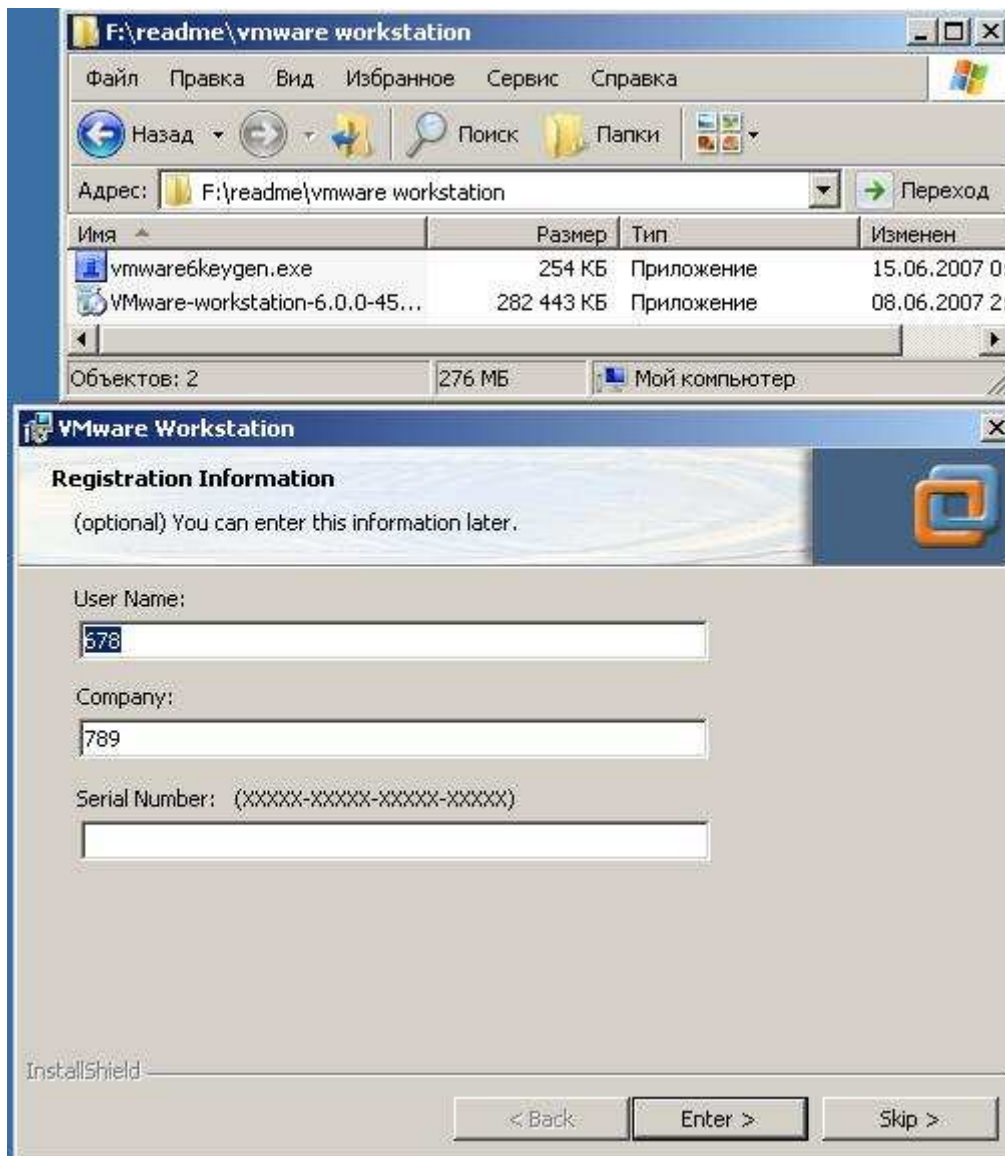 F:\readme\vmware workstation
Файл Правка Вид Избранное Сервис Справка
Назад Поиск Папки
Адрес: F:\readme\vmware workstation Переход
Имя Размер Тип Изменен
vmware6keygen.exe 254 КБ Приложение 15.06.2007 0
VMware-workstation-6.0.0-45... 282 443 КБ Приложение 08.06.2007 2
Объектов: 2 276 МБ Мой компьютер
VMware Workstation
Registration Information
(optional) You can enter this information later.
User Name:
678
Company:
789
Serial Number: (XXXXX-XXXXX-XXXXX-XXXXX)
InstallShield
< Back Enter > Skip >